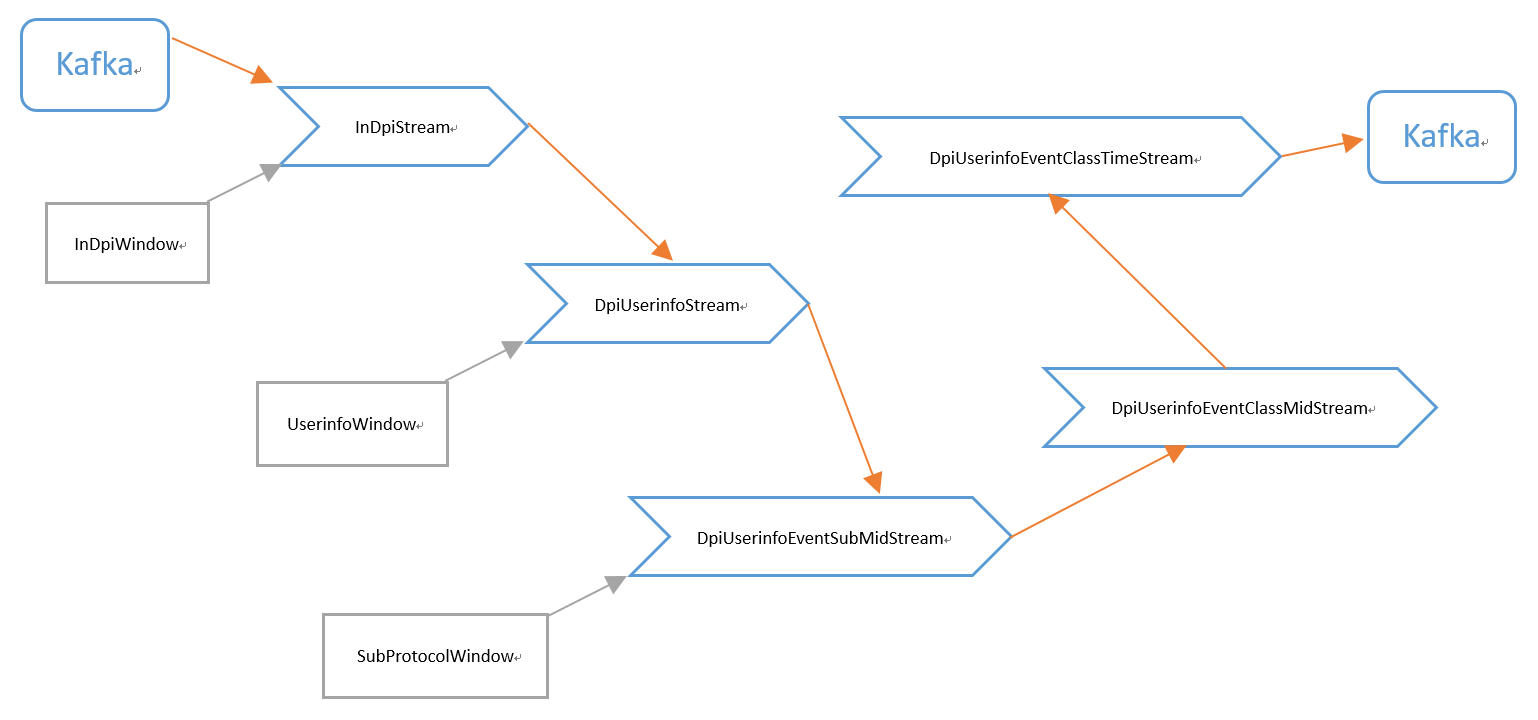 Kafka
InDpiStream
InDpiWindow
DpiUserinfoStream
UserinfoWindow
DpiUserinfoEventSubMidStream
SubProtocolWindow
DpiUserinfoEventClassMidStream
DpiUserinfoEventClassTimeStream
Kafka